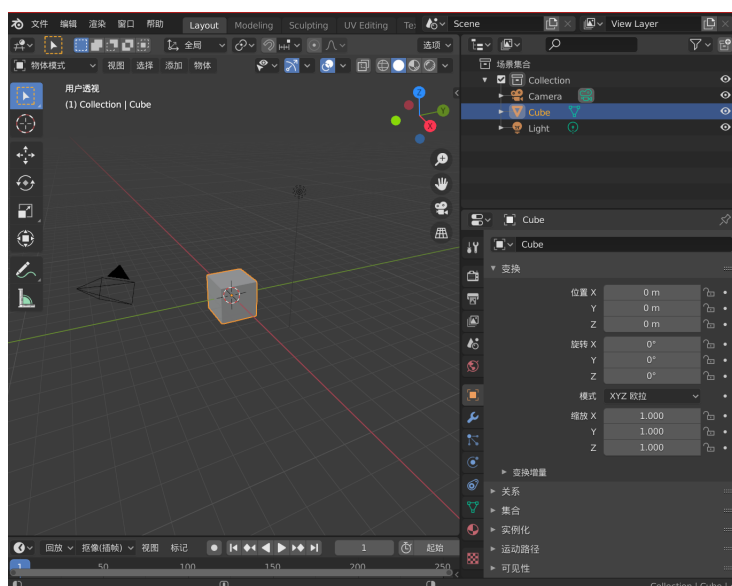 文件 编辑 渲染 窗口 帮助 Layout Modeling Sculpting UV Editing Te Scene View Layer
全局 选项
物体模式 视图 选择 添加 物体
用户透视
(1) Collection | Cube
场景集合
Collection
Camera
Cube
Light
Cube
Cube
变换
位置 X 0 m
Y 0 m
Z 0 m
旋转 X 0°
Y 0°
Z 0°
模式 XYZ 欧拉
缩放 X 1.000
Y 1.000
Z 1.000
变换增量
关系
集合
实例化
运动路径
可见性
Z
Y
X
回放 抠像(插帧) 视图 标记 1 起始
1 50 100 150 200 250
Collection | Cube |